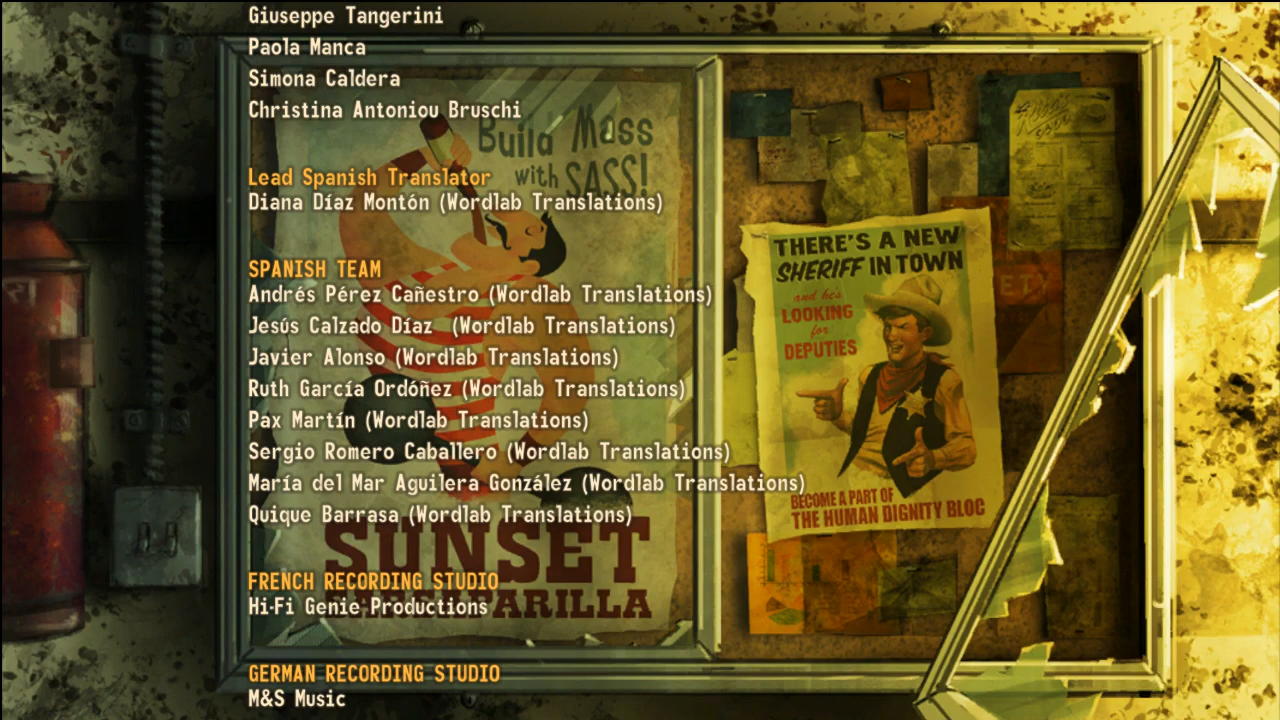 Giuseppe Tangerini
Paola Manca
Simona Caldera
Christina Antoniou Bruschi
Lead Spanish Translator
Diana Díaz Montón (Wordlab Translations)
SPANISH TEAM
Andrés Pérez Cañestro (Wordlab Translations)
Jesús Calzado Díaz (Wordlab Translations)
Javier Alonso (Wordlab Translations)
Ruth García Ordóñez (Wordlab Translations)
Pax Martín (Wordlab Translations)
Sergio Romero Caballero (Wordlab Translations)
María del Mar Aguilera González (Wordlab Translations)
Quique Barrasa (Wordlab Translations)
FRENCH RECORDING STUDIO
Hi-Fi Genie Productions
GERMAN RECORDING STUDIO
M&S Music
Build Mass
with SASS!
SUNSET
THERE'S A NEW
SHERIFF IN TOWN
and he's
LOOKING
for
DEPUTIES
BECOME A PART OF
THE HUMAN DIGNITY BLOC